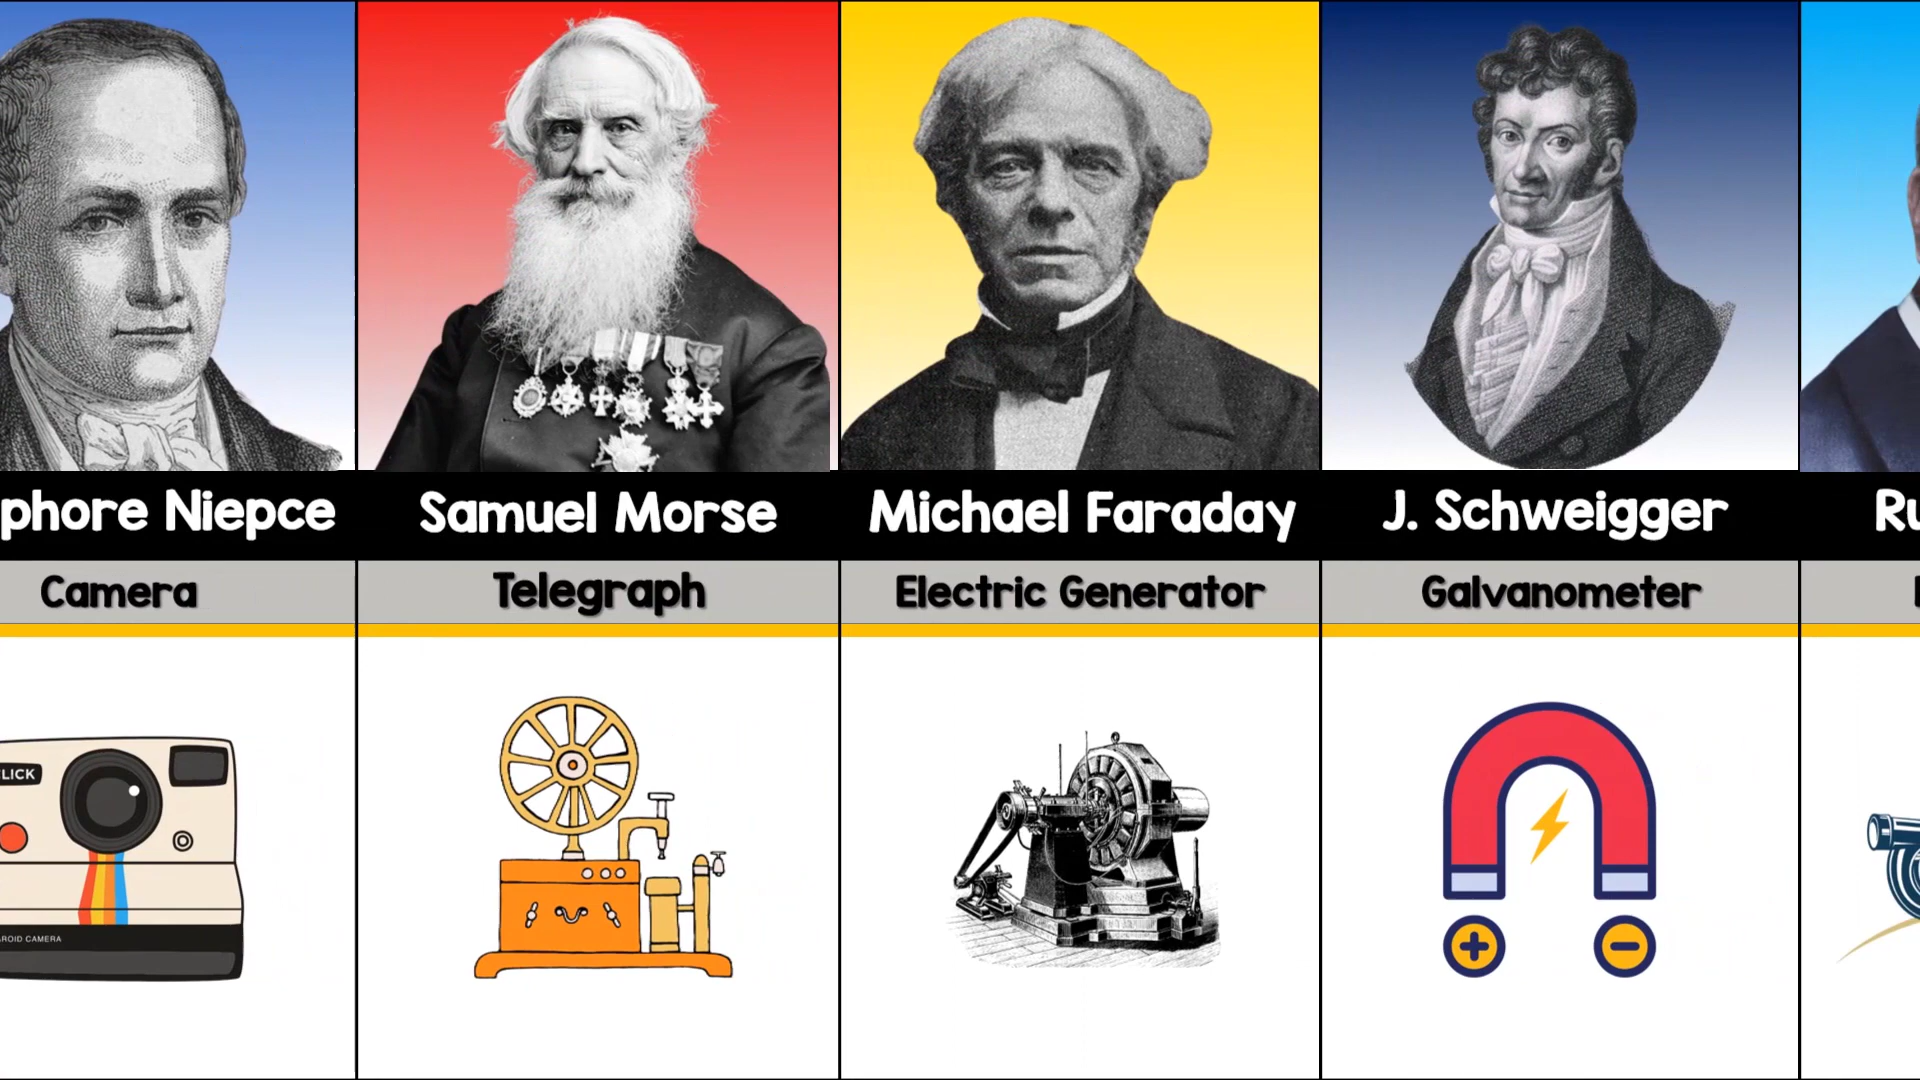 phore Niepce
Samuel Morse
Michael Faraday
J. Schweigger
Ru
Camera
Telegraph
Electric Generator
Galvanometer
LICK
ROID CAMERA